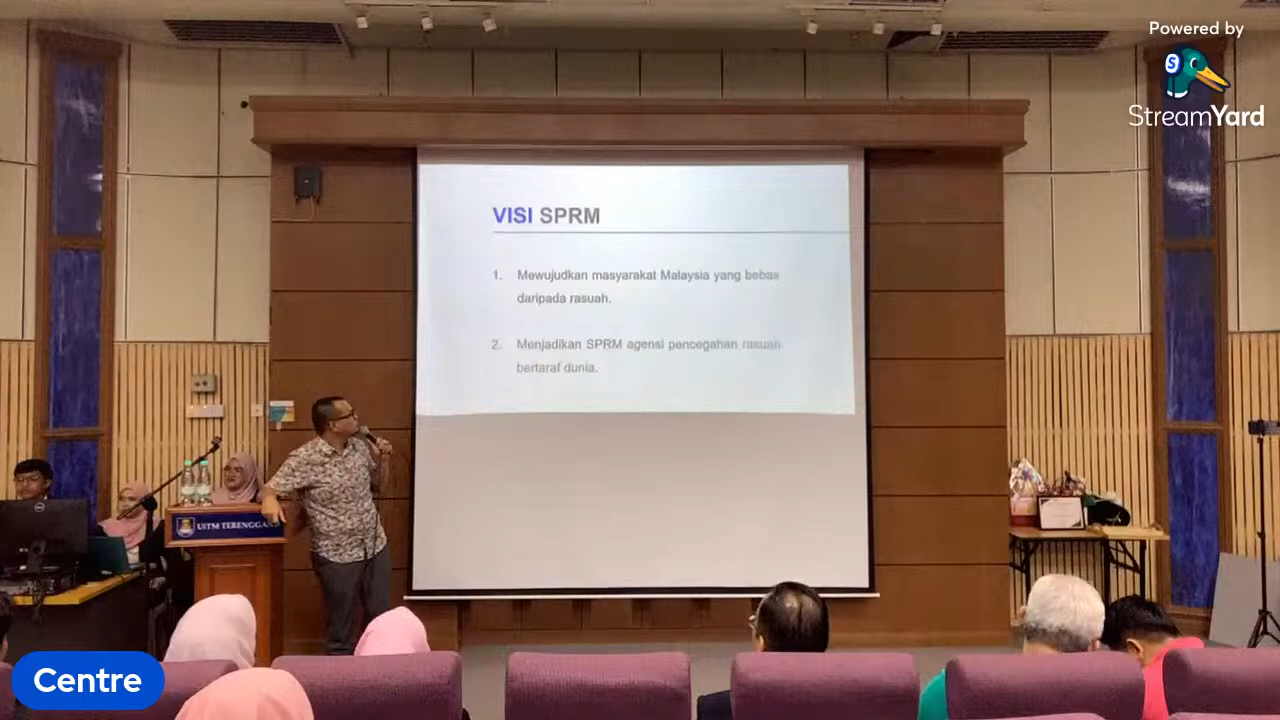 Powered by
S
StreamYard
VISI SPRM
1. Mewujudkan masyarakat Malaysia yang bebas
daripada rasuah.
2. Menjadikan SPRM agensi pencegahan rasuah
bertaraf dunia.
UiTM TERENGGANU
Centre